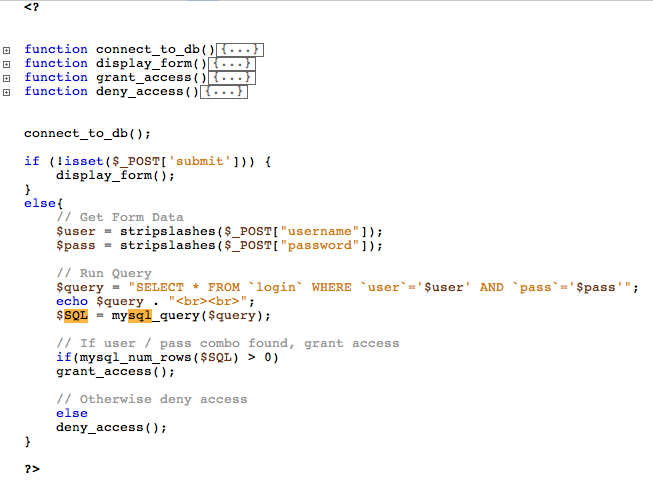 <?
function connect_to_db(){...}
function display_form(){...}
function grant_access(){...}
function deny_access(){...}
connect_to_db();
if (!isset($_POST['submit'])) {
display_form();
}
else{
// Get Form Data
$user = stripslashes($_POST["username"]);
$pass = stripslashes($_POST["password"]);
// Run Query
$query = "SELECT * FROM `login` WHERE `user`='$user' AND `pass`='$pass'";
echo $query . "<br><br>";
$SQL = mysql_query($query);
// If user / pass combo found, grant access
if(mysql_num_rows($SQL) > 0)
grant_access();
// Otherwise deny access
else
deny_access();
}
?>